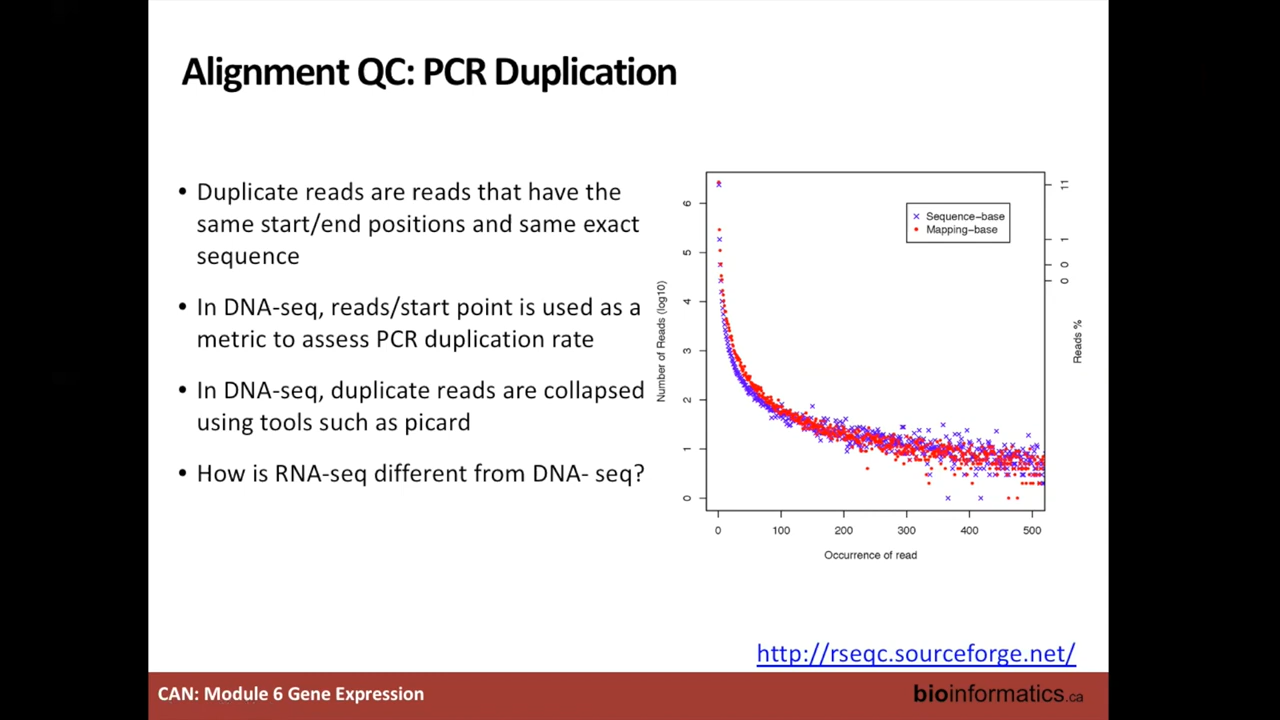 Alignment QC: PCR Duplication
• Duplicate reads are reads that have the
same start/end positions and same exact
sequence
• In DNA-seq, reads/start point is used as a
metric to assess PCR duplication rate
• In DNA-seq, duplicate reads are collapsed
using tools such as picard
• How is RNA-seq different from DNA- seq?
Number of Reads (log10)
6
5
4
3
2
1
0
Sequence-base
Mapping-base
11
1
0
0
Reads %
0 100 200 300 400 500
Occurrence of read
http://rseqc.sourceforge.net/
CAN: Module 6 Gene Expression
bioinformatics.ca